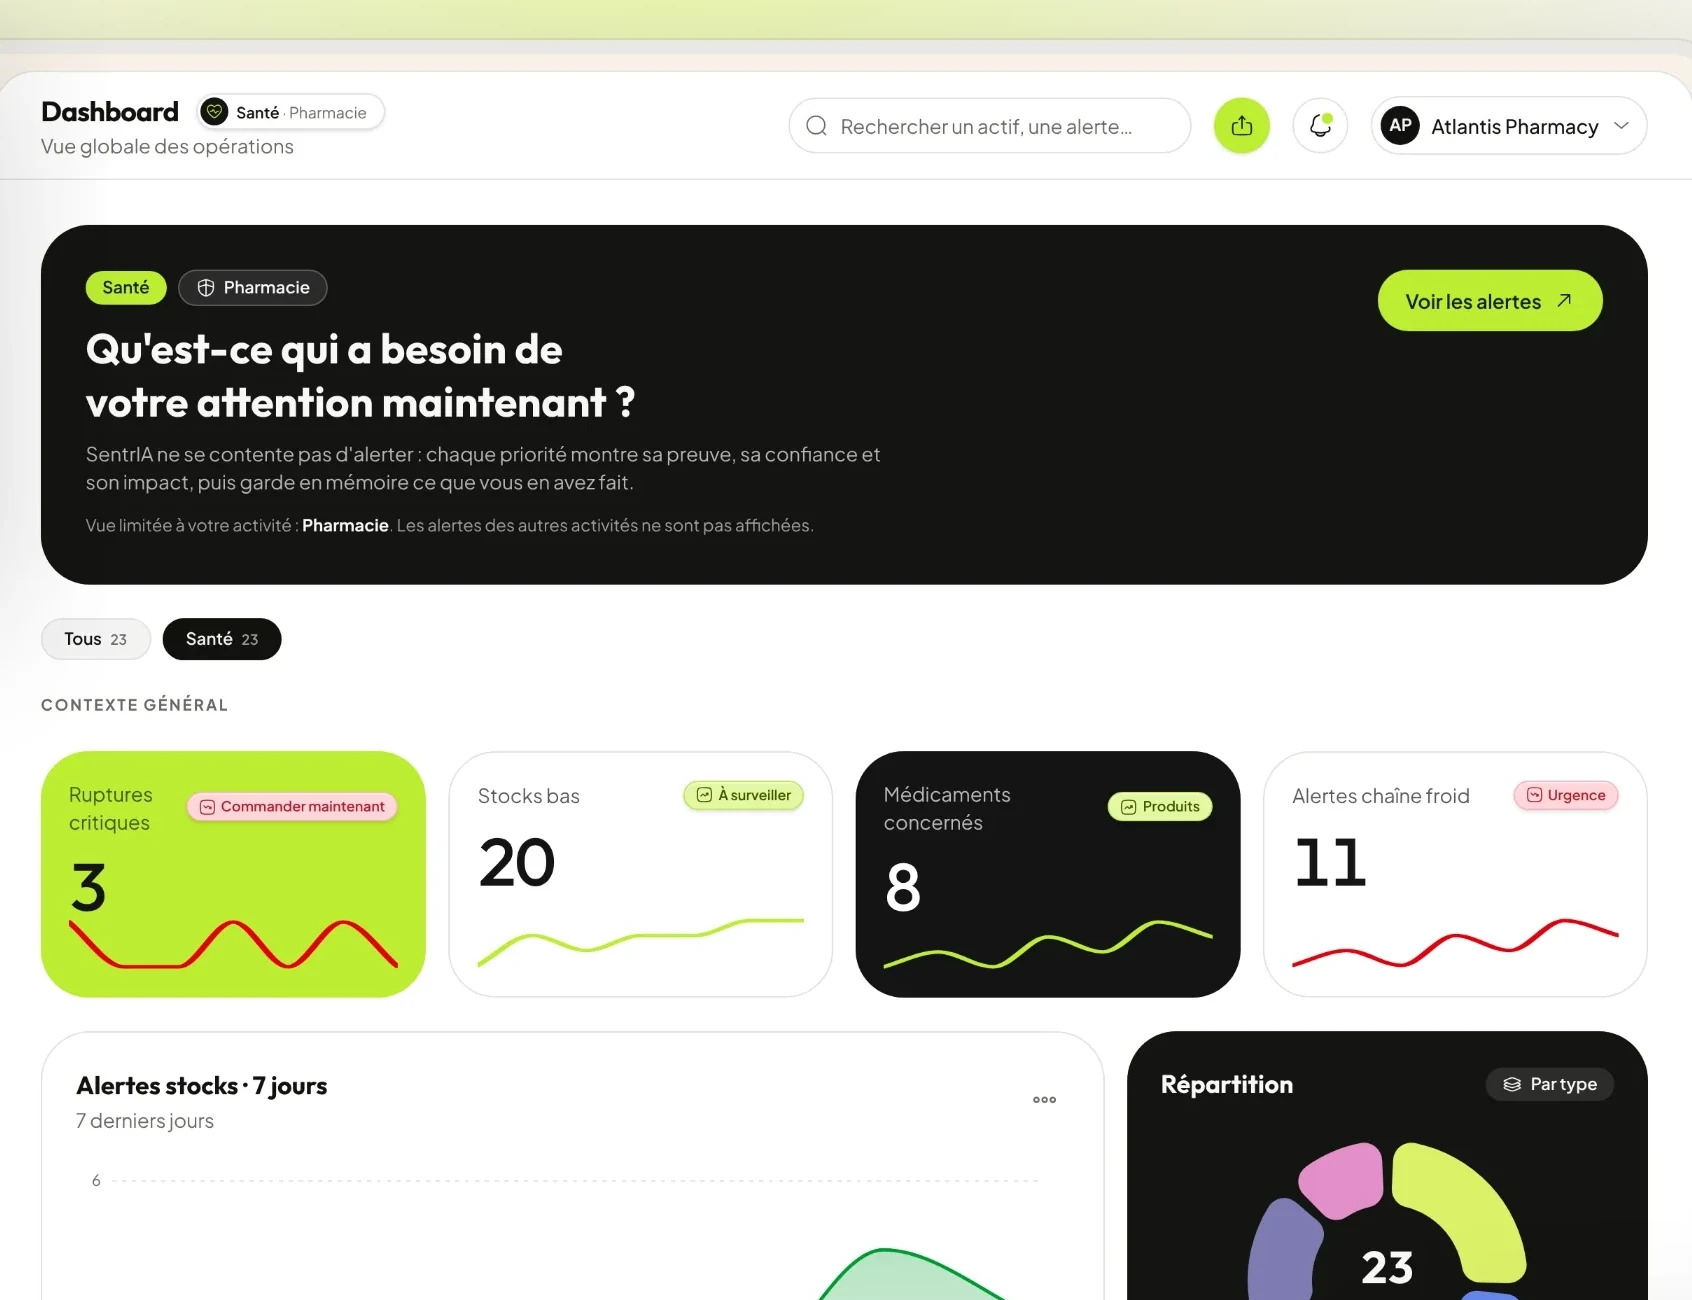 Dashboard
Santé · Pharmacie
Vue globale des opérations
Rechercher un actif, une alerte...
AP
Atlantis Pharmacy
Santé
Pharmacie
Voir les alertes
Qu'est-ce qui a besoin de
votre attention maintenant ?
SentrIA ne se contente pas d'alerter : chaque priorité montre sa preuve, sa confiance et
son impact, puis garde en mémoire ce que vous en avez fait.
Vue limitée à votre activité : Pharmacie. Les alertes des autres activités ne sont pas affichées.
Tous 23
Santé 23
CONTEXTE GÉNÉRAL
Ruptures
critiques
Commander maintenant
3
Stocks bas
À surveiller
20
Médicaments
concernés
Produits
8
Alertes chaîne froid
Urgence
11
Alertes stocks · 7 jours
7 derniers jours
6
Répartition
Par type
23